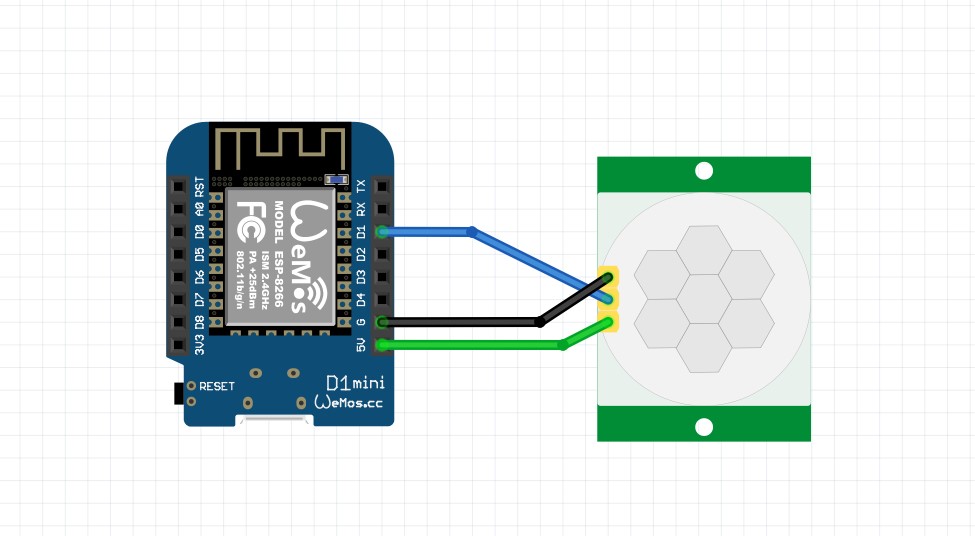 RST
A0
D0
D5
D6
D7
D8
3V3
TX
RX
D1
D2
D3
D4
G
5V
WeMos
MODEL ESP-8266
ISM 2.4GHz
PA +25dBm
802.11b/g/n
FC
RESET
D1mini
WeMos.cc